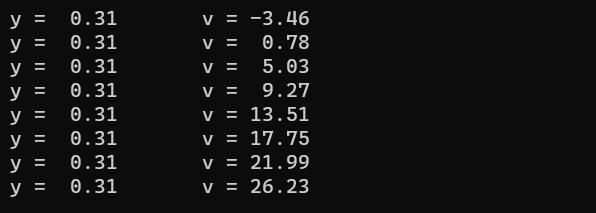 y =  0.31       v = -3.46
y =  0.31       v =  0.78
y =  0.31       v =  5.03
y =  0.31       v =  9.27
y =  0.31       v = 13.51
y =  0.31       v = 17.75
y =  0.31       v = 21.99
y =  0.31       v = 26.23